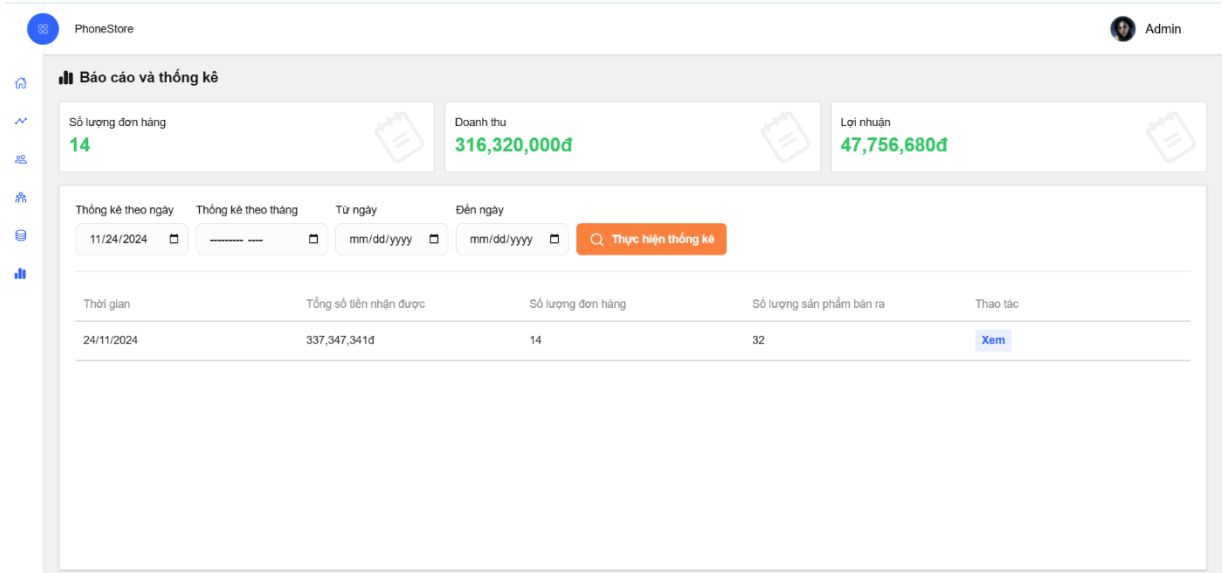 PhoneStore
Admin
Báo cáo và thống kê
Số lượng đơn hàng
14
Doanh thu
316,320,000đ
Lợi nhuận
47,756,680đ
Thống kê theo ngày Thống kê theo tháng Từ ngày Đến ngày
11/24/2024 --------- ---- mm/dd/yyyy mm/dd/yyyy Thực hiện thống kê
Thời gian Tổng số tiền nhận được Số lượng đơn hàng Số lượng sản phẩm bán ra Thao tác
24/11/2024 337,347,341đ 14 32 Xem